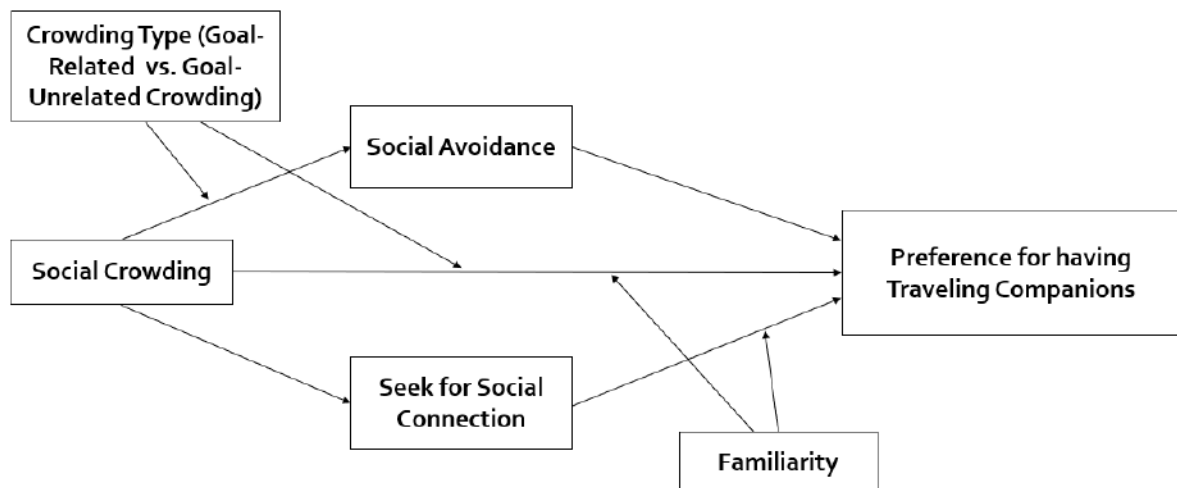 Crowding Type (Goal-
Related vs. Goal-
Unrelated Crowding)
Social Avoidance
Social Crowding
Preference for having
Traveling Companions
Seek for Social
Connection
Familiarity